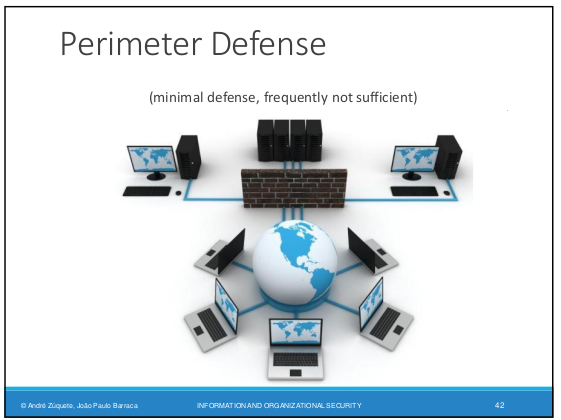 Perimeter Defense
(minimal defense, frequently not sufficient)
© André Zúquete, João Paulo Barraca
INFORMATION AND ORGANIZATIONAL SECURITY
42